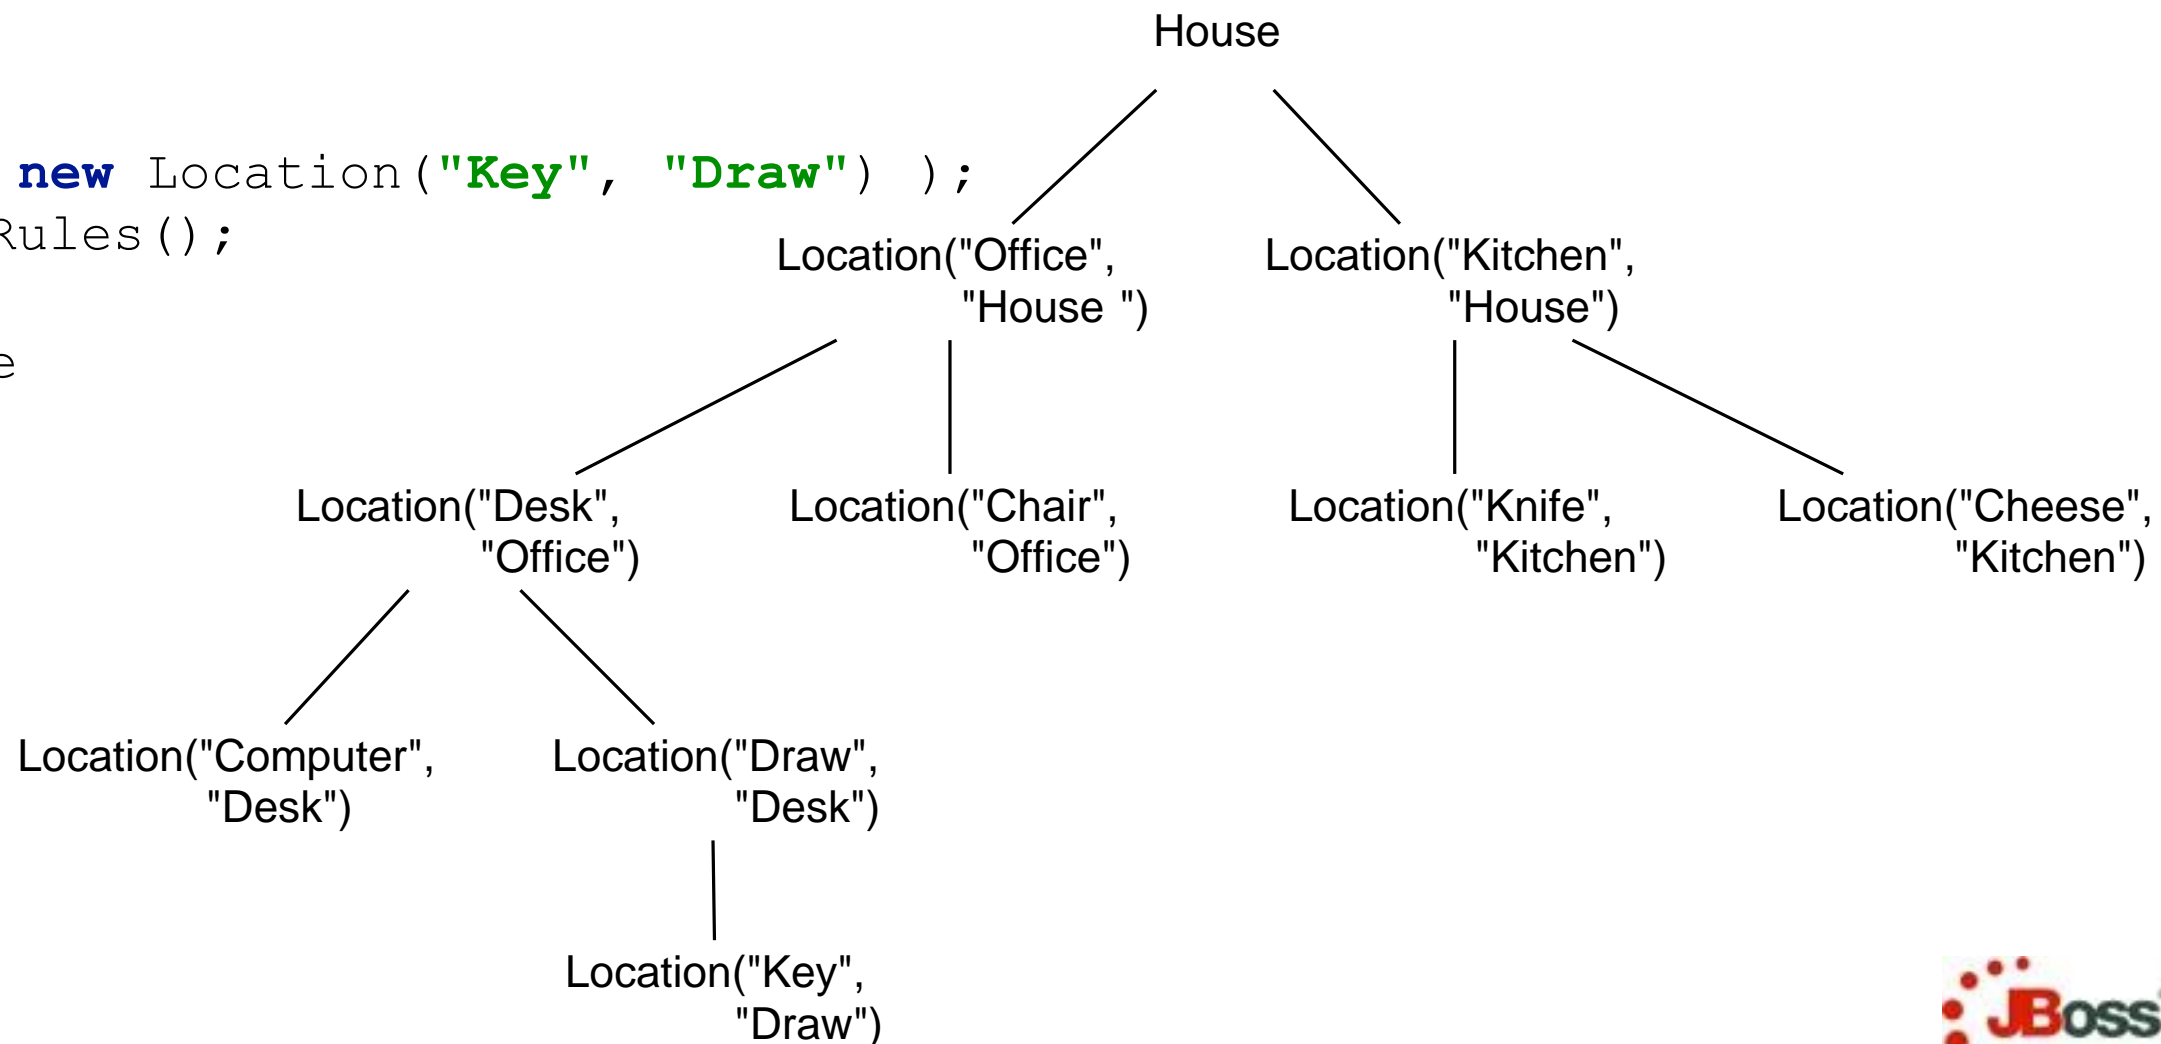 House
new Location("Key", "Draw") );
Rules();
Location("Office",
"House ")
Location("Kitchen",
"House")
e
Location("Desk",
"Office")
Location("Chair",
"Office")
Location("Knife",
"Kitchen")
Location("Cheese",
"Kitchen")
Location("Computer",
"Desk")
Location("Draw",
"Desk")
Location("Key",
"Draw")
JBoss